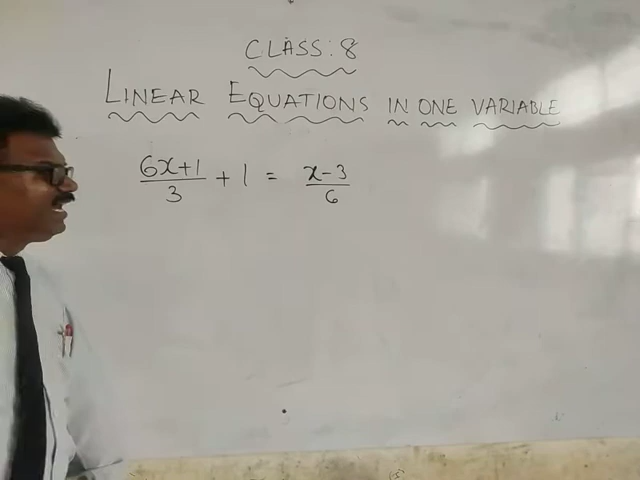 CLASS: 8
LINEAR EQUATIONS IN ONE VARIABLE
(6x+1)/3 + 1 = (x-3)/6